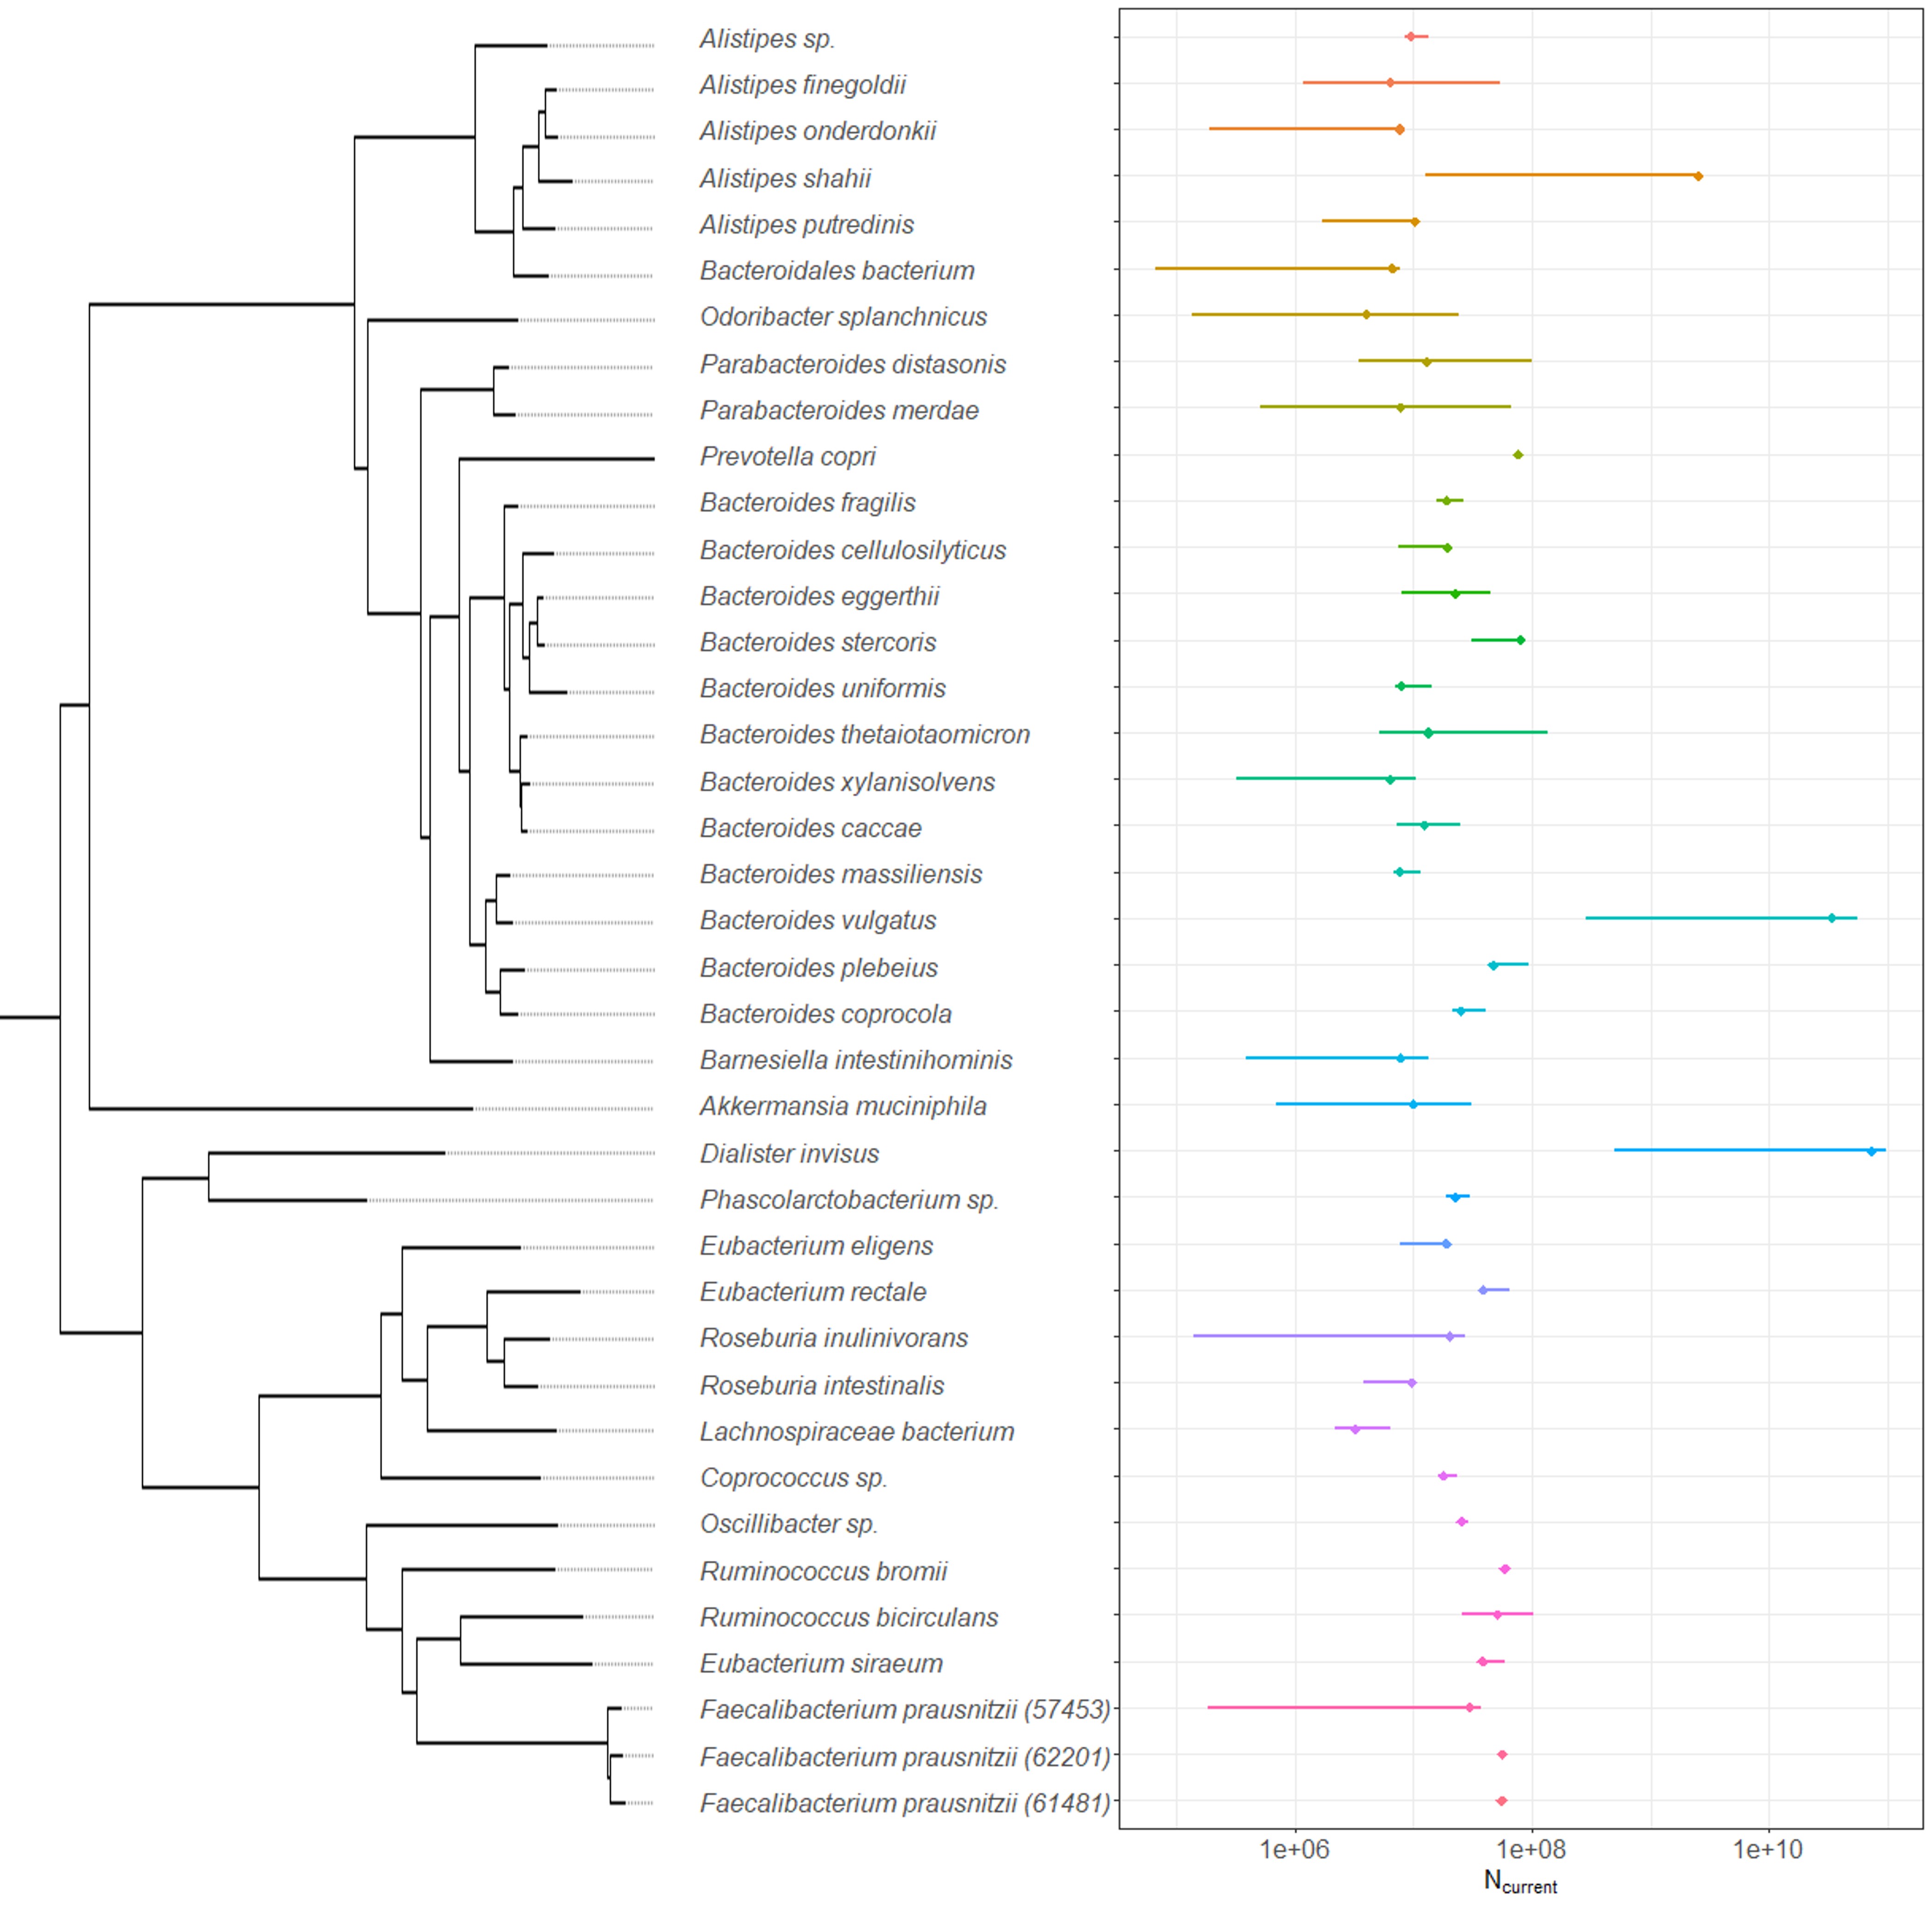 Alistipes sp.
Alistipes finegoldii
Alistipes onderdonkii
Alistipes shahii
Alistipes putredinis
Bacteroidales bacterium
Odoribacter splanchnicus
Parabacteroides distasonis
Parabacteroides merdae
Prevotella copri
Bacteroides fragilis
Bacteroides cellulosilyticus
Bacteroides eggerthii
Bacteroides stercoris
Bacteroides uniformis
Bacteroides thetaiotaomicron
Bacteroides xylanisolvens
Bacteroides caccae
Bacteroides massiliensis
Bacteroides vulgatus
Bacteroides plebeius
Bacteroides coprocola
Barnesiella intestinihominis
Akkermansia muciniphila
Dialister invisus
Phascolarctobacterium sp.
Eubacterium eligens
Eubacterium rectale
Roseburia inulinivorans
Roseburia intestinalis
Lachnospiraceae bacterium
Coprococcus sp.
Oscillibacter sp.
Ruminococcus bromii
Ruminococcus bicirculans
Eubacterium siraeum
Faecalibacterium prausnitzii (57453)
Faecalibacterium prausnitzii (62201)
Faecalibacterium prausnitzii (61481)
1e+06 1e+08 1e+10
Ncurrent